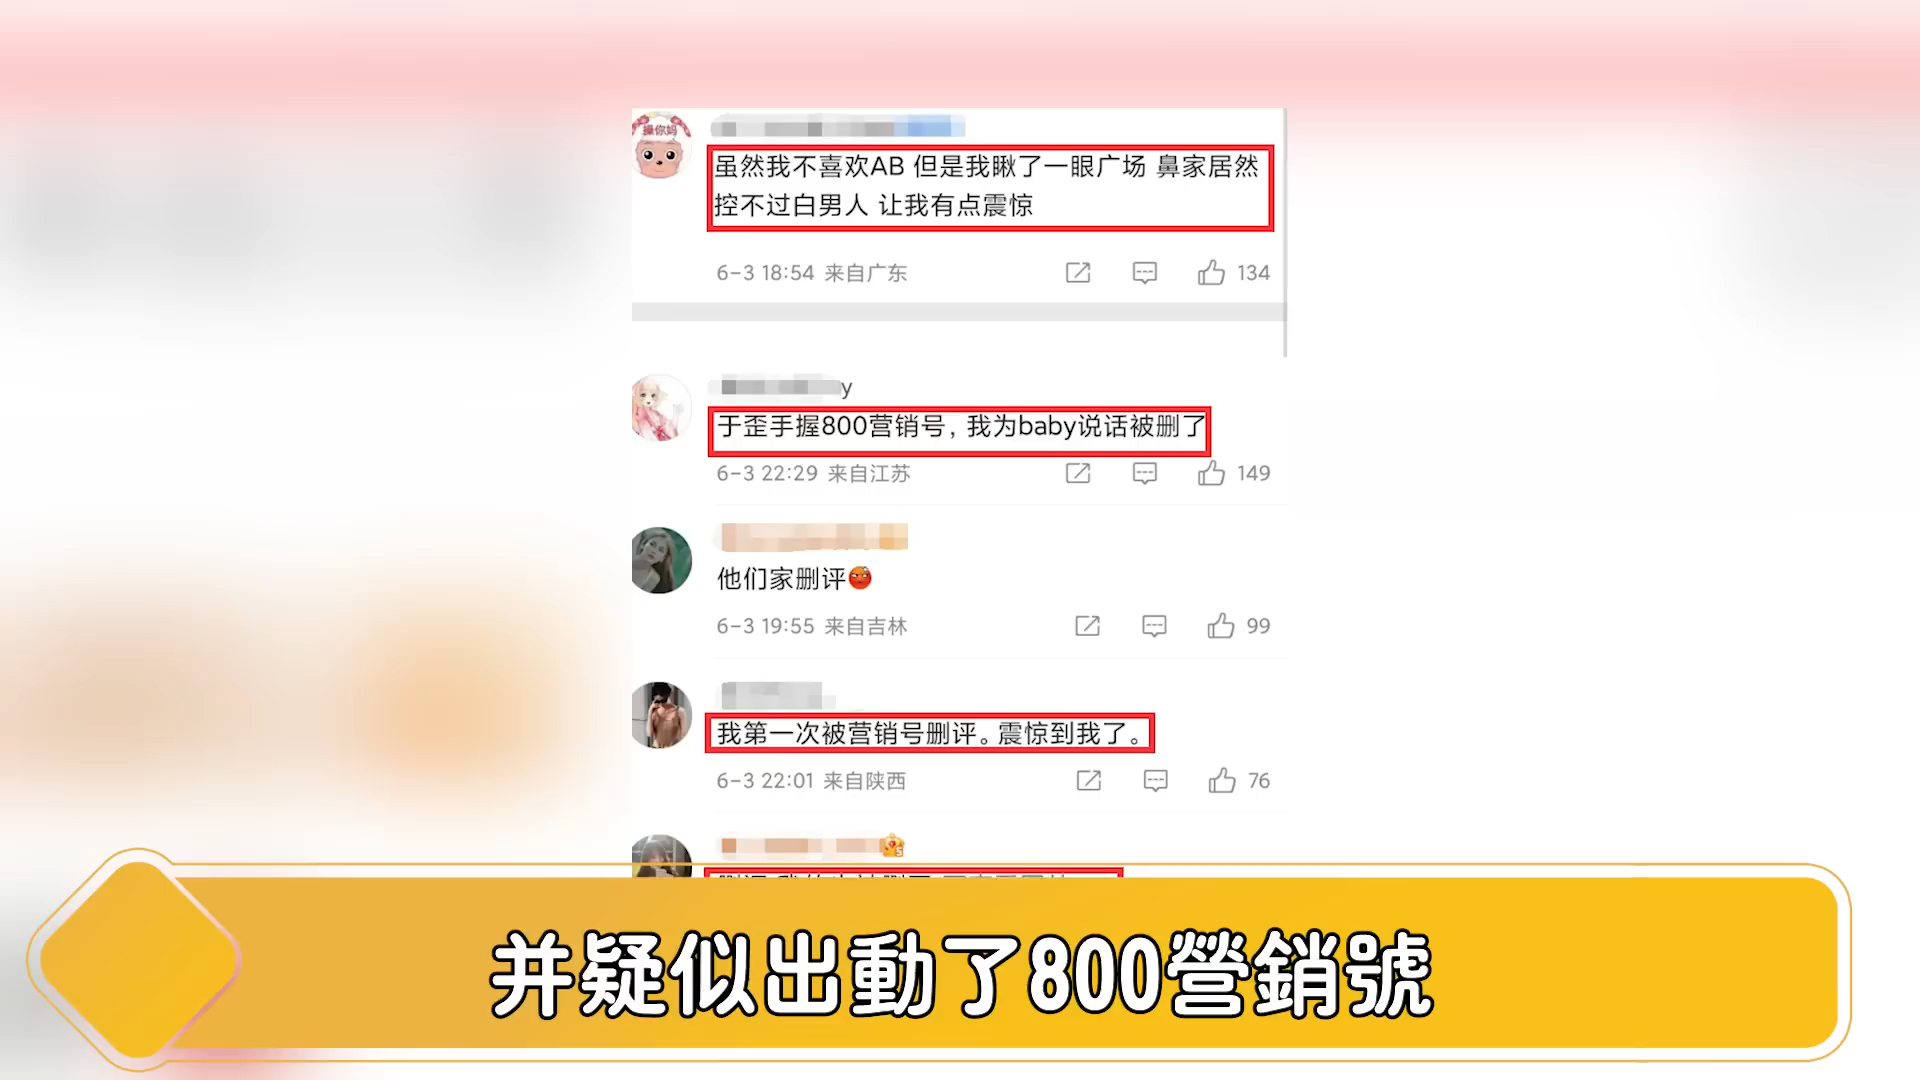 操你妈
虽然我不喜欢AB 但是我瞅了一眼广场 鼻家居然
控不过白男人 让我有点震惊
6-3 18:54 来自广东
134
y
于歪手握800营销号，我为baby说话被删了
6-3 22:29 来自江苏
149
他们家删评
6-3 19:55 来自吉林
99
我第一次被营销号删评。震惊到我了。
6-3 22:01 来自陕西
76
并疑似出動了800營銷號